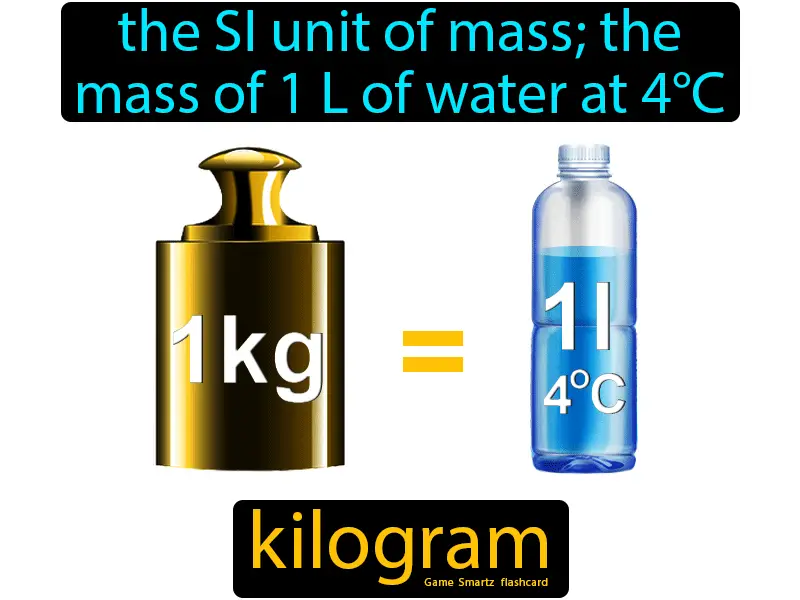 the SI unit of mass; the
mass of 1 L of water at 4°C
1kg
=
1l
4°C
kilogram
Game Smartz flashcard